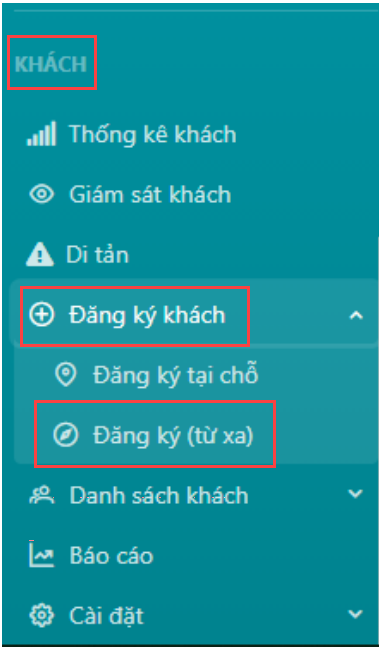 KHÁCH
Thống kê khách
Giám sát khách
Di tản
Đăng ký khách
Đăng ký tại chỗ
Đăng ký (từ xa)
Danh sách khách
Báo cáo
Cài đặt